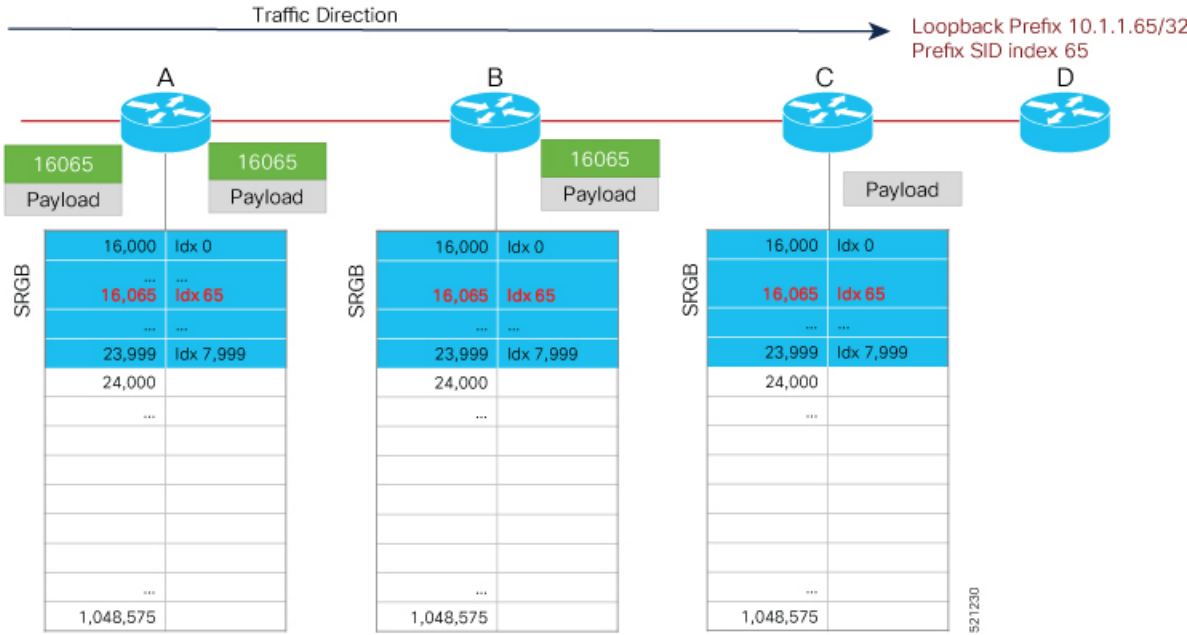 Traffic Direction
Loopback Prefix 10.1.1.65/32
Prefix SID index 65
A
B
C
D
16065
Payload
16065
Payload
16065
Payload
Payload
SRGB
16,000 Idx 0
... ...
16,065 Idx 65
... ...
23,999 Idx 7,999
24,000
...
...
1,048,575
SRGB
16,000 Idx 0
16,065 Idx 65
... ...
23,999 Idx 7,999
24,000
...
...
1,048,575
SRGB
16,000 Idx 0
16,065 Idx 65
... ...
23,999 Idx 7,999
24,000
...
...
1,048,575
521230